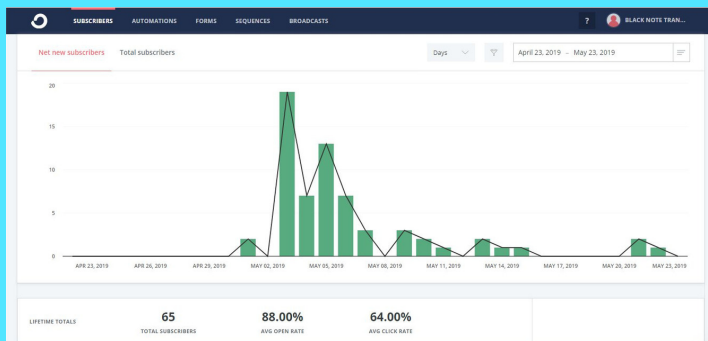 SUBSCRIBERS AUTOMATIONS FORMS SEQUENCES BROADCASTS ? BLACK NOTE TRAN...
Net new subscribers Total subscribers Days April 23, 2019 – May 23, 2019
20
15
10
5
0
APR 23, 2019 APR 26, 2019 APR 29, 2019 MAY 02, 2019 MAY 05, 2019 MAY 08, 2019 MAY 11, 2019 MAY 14, 2019 MAY 17, 2019 MAY 20, 2019 MAY 23, 2019
LIFETIME TOTALS 65 88.00% 64.00%
TOTAL SUBSCRIBERS AVG OPEN RATE AVG CLICK RATE